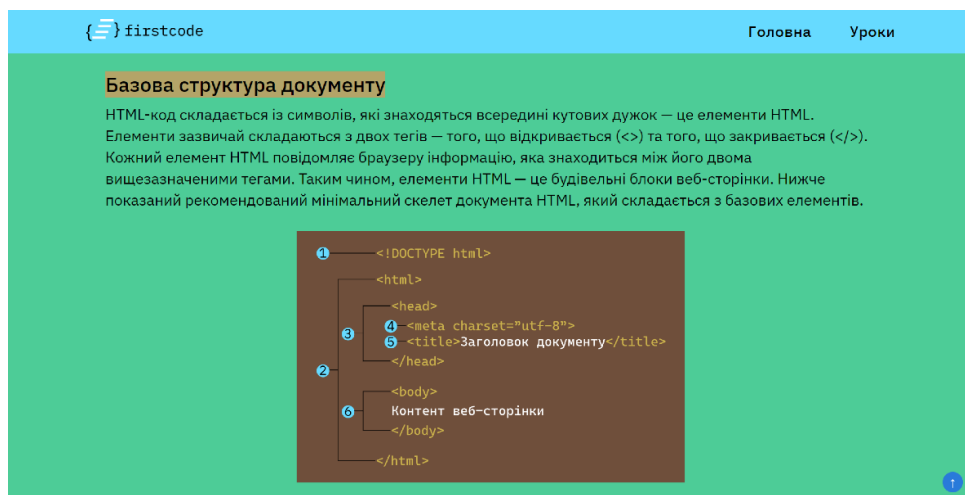 { } firstcode
Головна Уроки
Базова структура документу
HTML-код складається із символів, які знаходяться всередині кутових дужок — це елементи HTML.
Елементи зазвичай складаються з двох тегів — того, що відкривається (<>) та того, що закривається (</>).
Кожний елемент HTML повідомляє браузеру інформацію, яка знаходиться між його двома
вищезазначеними тегами. Таким чином, елементи HTML — це будівельні блоки веб-сторінки. Нижче
показаний рекомендований мінімальний скелет документа HTML, який складається з базових елементів.
1 <!DOCTYPE html>
<html>
<head>
4 <meta charset="utf-8">
3
5 <title>Заголовок документу</title>
</head>
2
<body>
6 Контент веб-сторінки
</body>
</html>
↑